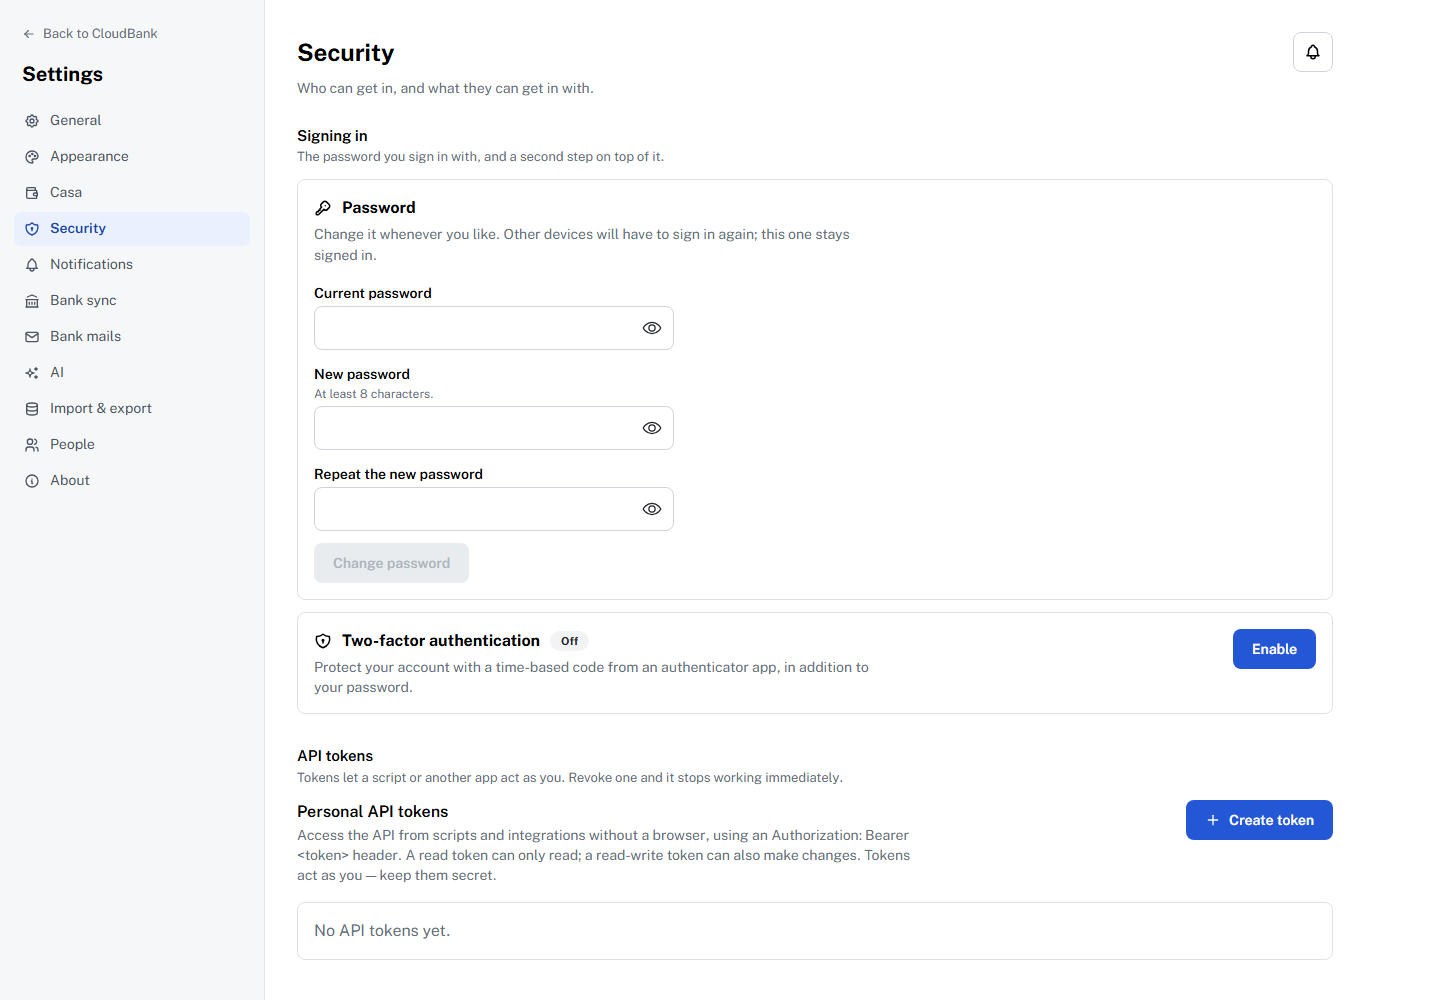 Back to CloudBank
Settings
General
Appearance
Casa
Security
Notifications
Bank sync
Bank mails
AI
Import & export
People
About
Security
Who can get in, and what they can get in with.
Signing in
The password you sign in with, and a second step on top of it.
Password
Change it whenever you like. Other devices will have to sign in again; this one stays
signed in.
Current password
New password
At least 8 characters.
Repeat the new password
Change password
Two-factor authentication Off
Protect your account with a time-based code from an authenticator app, in addition to
your password.
Enable
API tokens
Tokens let a script or another app act as you. Revoke one and it stops working immediately.
Personal API tokens
Access the API from scripts and integrations without a browser, using an Authorization: Bearer
<token> header. A read token can only read; a read-write token can also make changes. Tokens
act as you — keep them secret.
Create token
No API tokens yet.